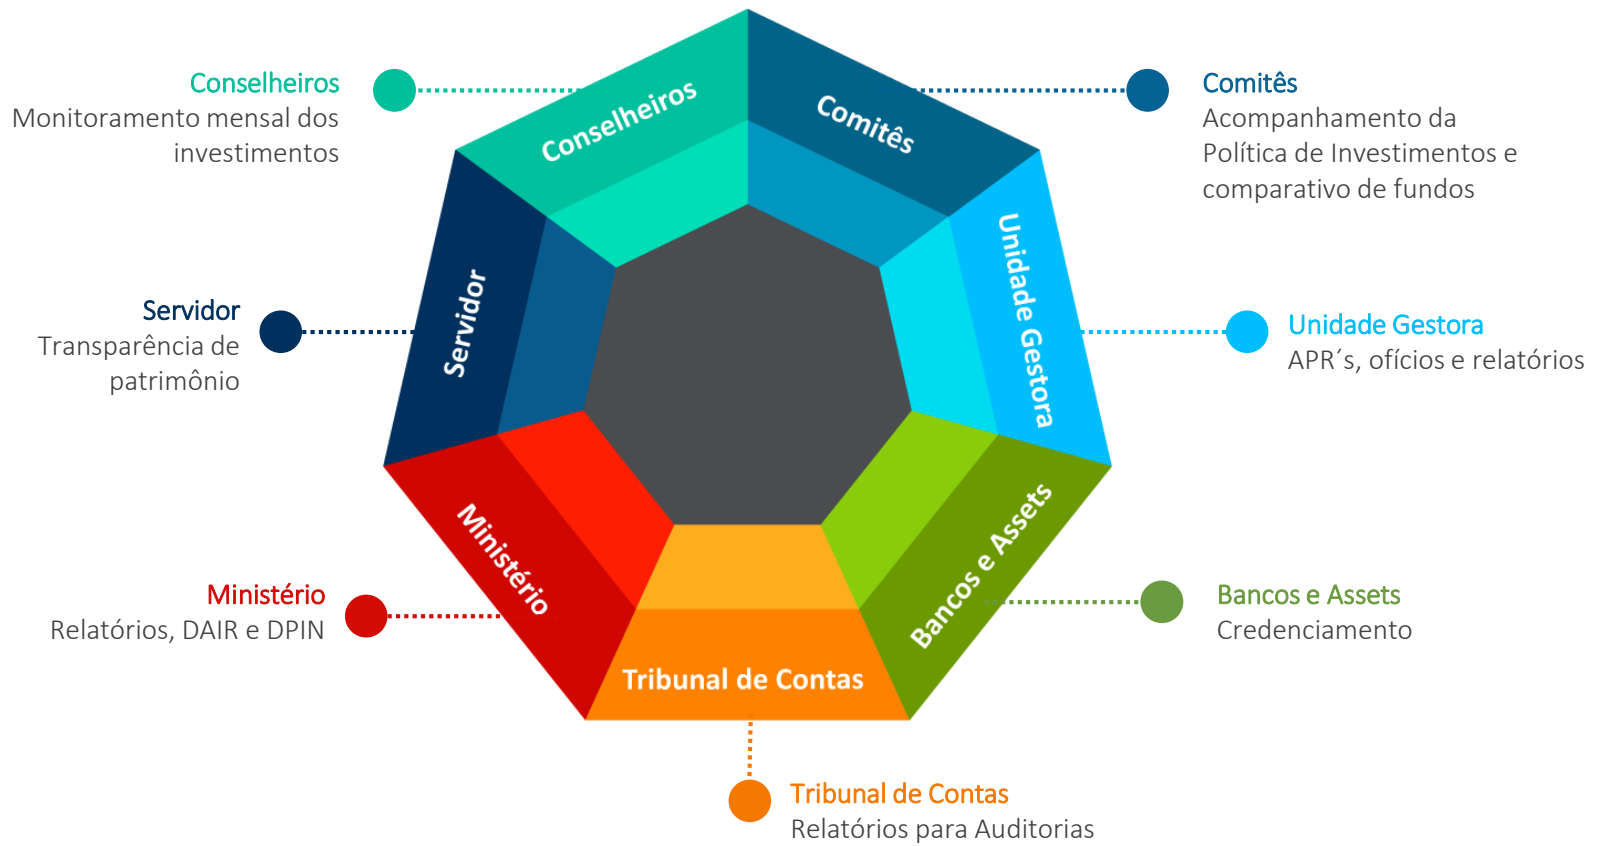 Conselheiros
Monitoramento mensal dos
investimentos
Comitês
Acompanhamento da
Política de Investimentos e
comparativo de fundos
Conselheiros
Comitês
Unidade Gestora
Servidor
Servidor
Transparência de
patrimônio
Unidade Gestora
APR´s, ofícios e relatórios
Ministério
Bancos e Assets
Ministério
Relatórios, DAIR e DPIN
Bancos e Assets
Credenciamento
Tribunal de Contas
Tribunal de Contas
Relatórios para Auditorias